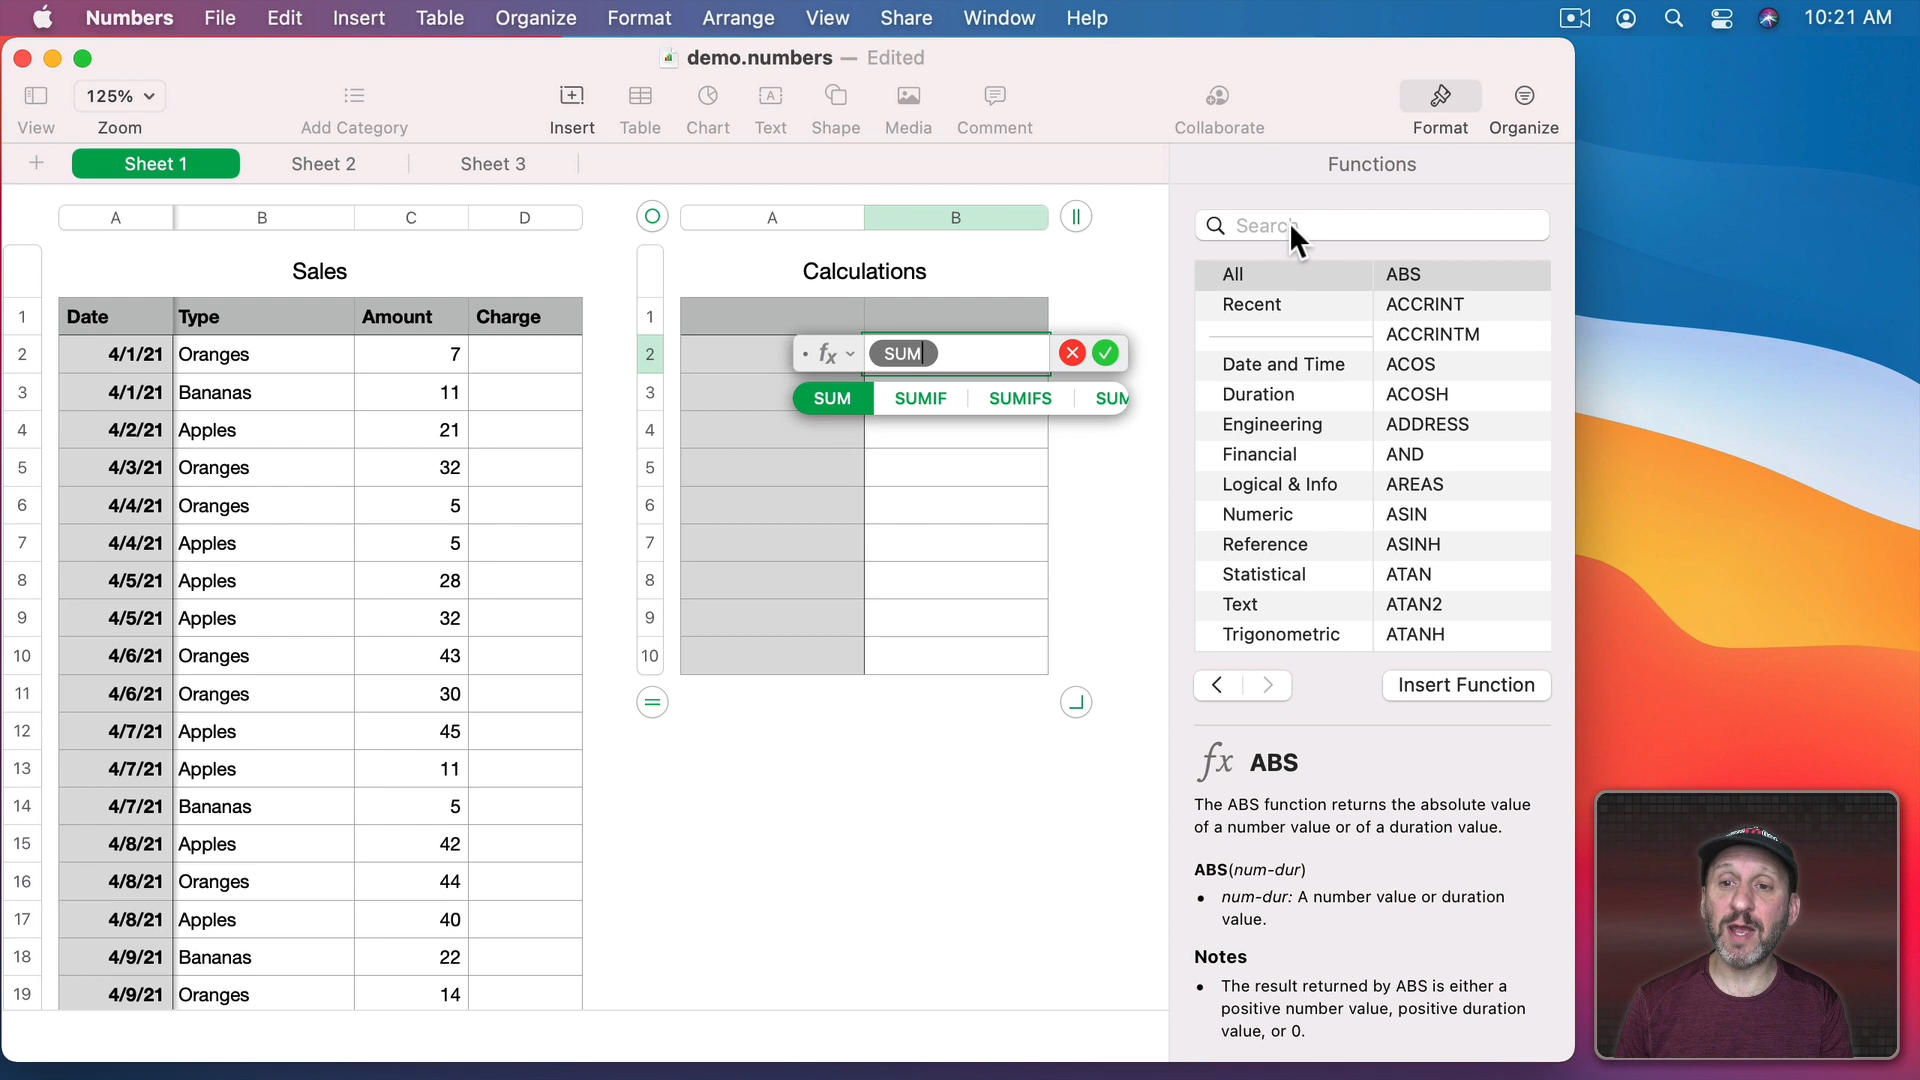 Numbers File Edit Insert Table Organize Format Arrange View Share Window Help 10:21 AM
demo.numbers — Edited
125%
View Zoom Add Category Insert Table Chart Text Shape Media Comment Collaborate Format Organize
+ Sheet 1 Sheet 2 Sheet 3
Functions
A B C D
A B
Search
Sales
Calculations
1 Date Type Amount Charge
2 4/1/21 Oranges 7
3 4/1/21 Bananas 11
4 4/2/21 Apples 21
5 4/3/21 Oranges 32
6 4/4/21 Oranges 5
7 4/4/21 Apples 5
8 4/5/21 Apples 28
9 4/5/21 Apples 32
10 4/6/21 Oranges 43
11 4/6/21 Oranges 30
12 4/7/21 Apples 45
13 4/7/21 Apples 11
14 4/7/21 Bananas 5
15 4/8/21 Apples 42
16 4/8/21 Oranges 44
17 4/8/21 Apples 40
18 4/9/21 Bananas 22
19 4/9/21 Oranges 14
1
2
3
4
5
6
7
8
9
10
fx SUM
SUM SUMIF SUMIFS SUM
All ABS
Recent ACCRINT
ACCRINTM
Date and Time ACOS
Duration ACOSH
Engineering ADDRESS
Financial AND
Logical & Info AREAS
Numeric ASIN
Reference ASINH
Statistical ATAN
Text ATAN2
Trigonometric ATANH
Insert Function
fx ABS
The ABS function returns the absolute value
of a number value or of a duration value.
ABS(num-dur)
• num-dur: A number value or duration
value.
Notes
• The result returned by ABS is either a
positive number value, positive duration
value, or 0.